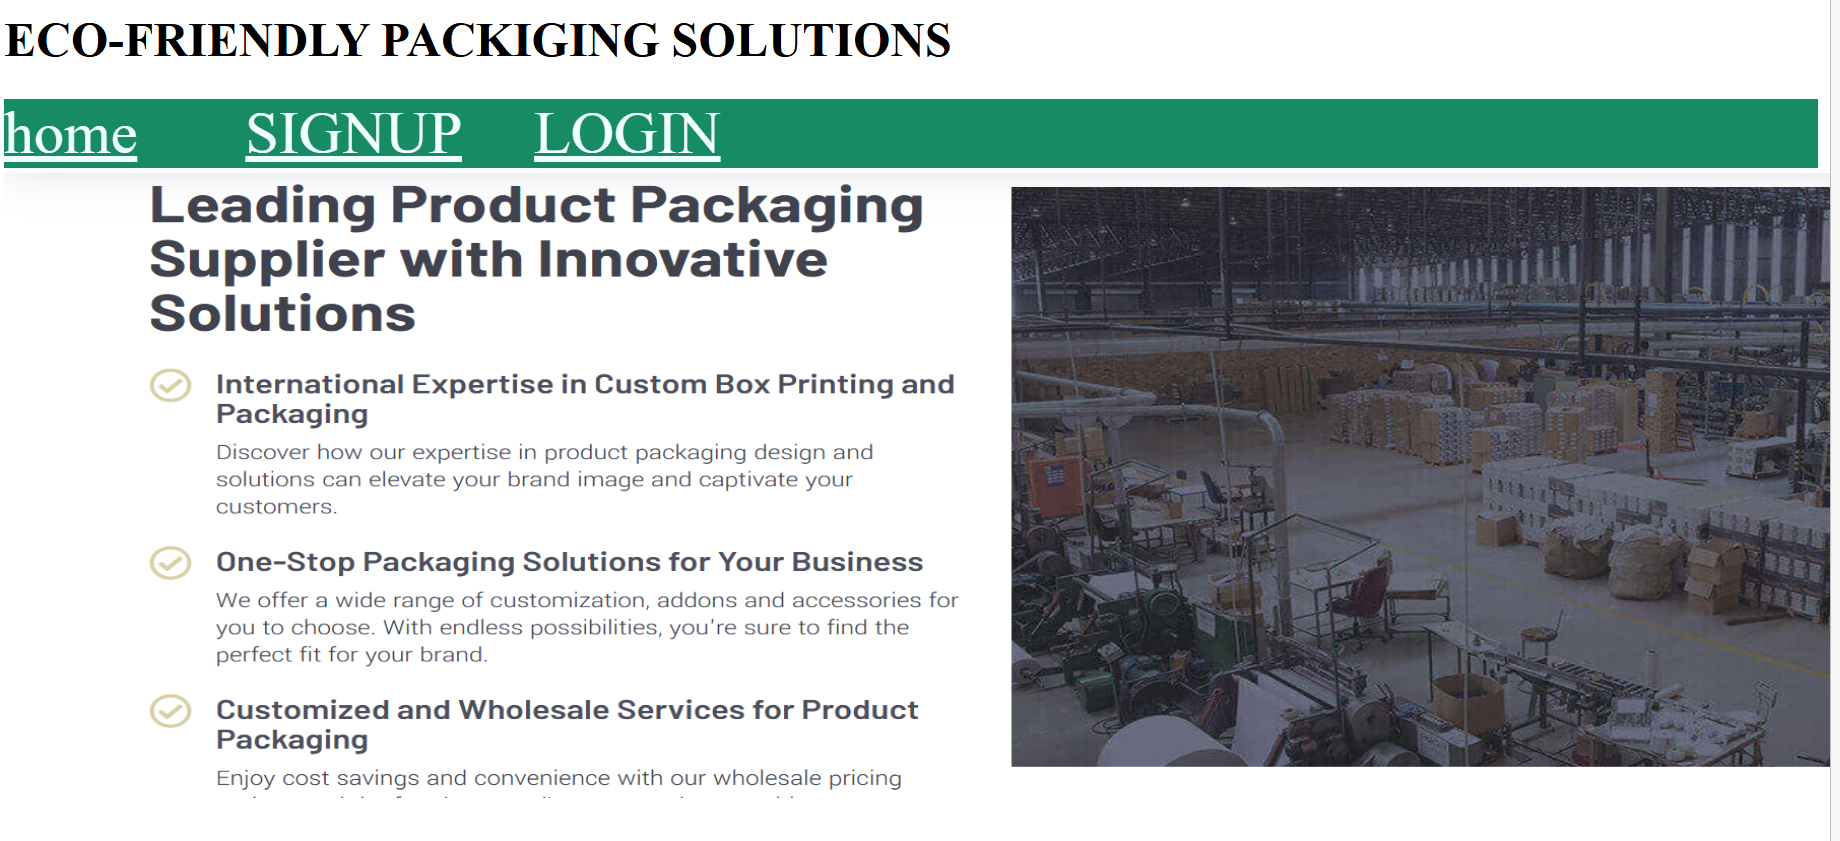 ECO-FRIENDLY PACKIGING SOLUTIONS
home SIGNUP LOGIN
Leading Product Packaging
Supplier with Innovative
Solutions
International Expertise in Custom Box Printing and
Packaging
Discover how our expertise in product packaging design and
solutions can elevate your brand image and captivate your
customers.
One-Stop Packaging Solutions for Your Business
We offer a wide range of customization, addons and accessories for
you to choose. With endless possibilities, you're sure to find the
perfect fit for your brand.
Customized and Wholesale Services for Product
Packaging
Enjoy cost savings and convenience with our wholesale pricing